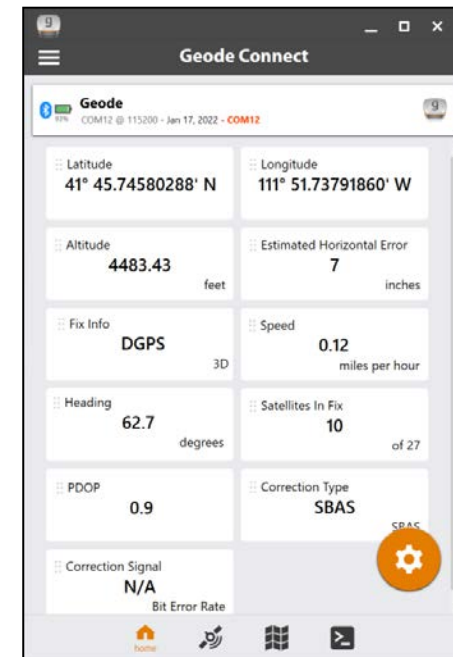 g
Geode Connect
Geode
g
93%
COM12 @ 115200 - Jan 17, 2022 - COM12
Latitude
41° 45.74580288' N
Longitude
111° 51.73791860' W
Altitude
4483.43
feet
Estimated Horizontal Error
7
inches
Fix Info
DGPS
3D
Speed
0.12
miles per hour
Heading
62.7
degrees
Satellites In Fix
10
of 27
PDOP
0.9
Correction Type
SBAS
SBAS
Correction Signal
N/A
Bit Error Rate
home